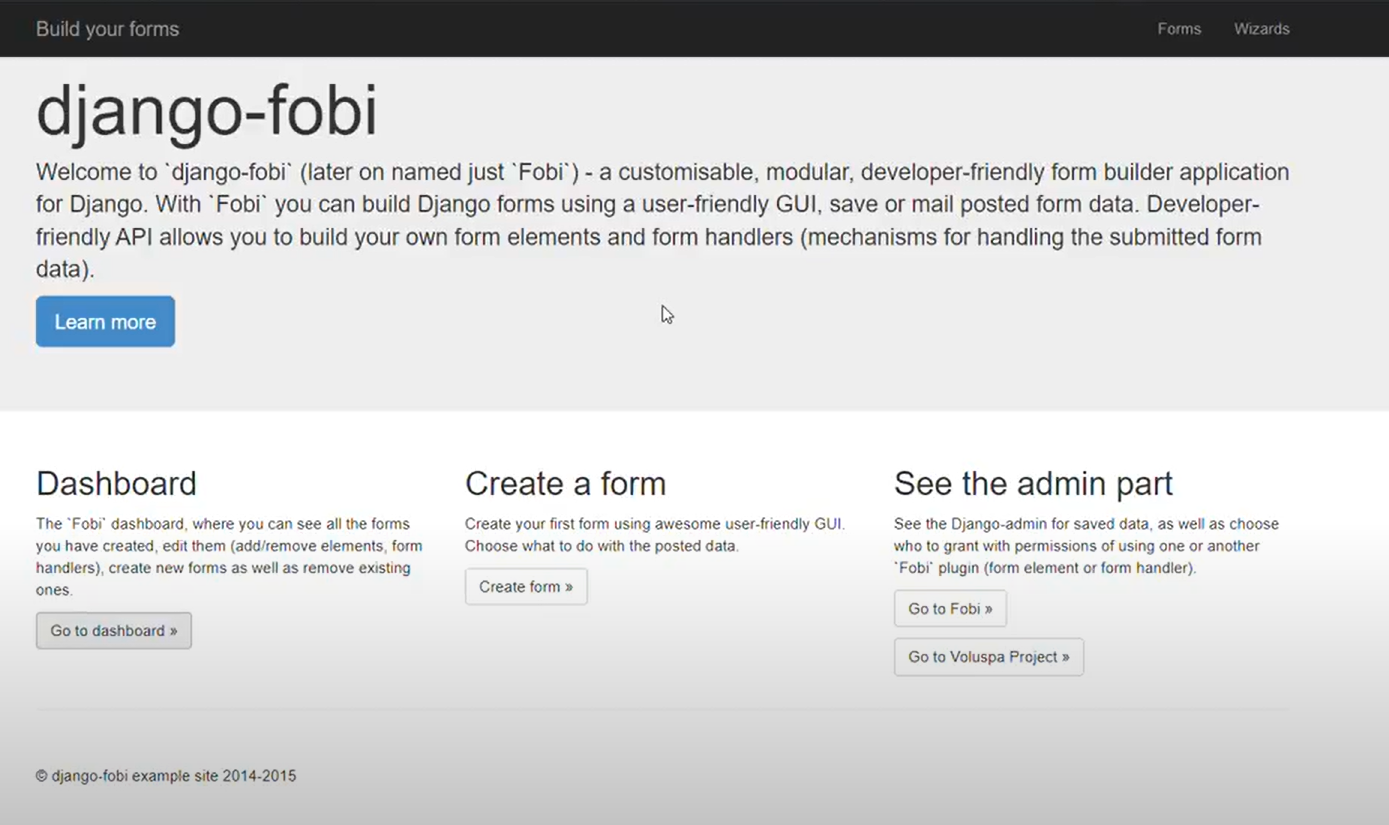 Build your forms
Forms
Wizards
django-fobi
Welcome to `django-fobi` (later on named just `Fobi`) - a customisable, modular, developer-friendly form builder application
for Django. With `Fobi` you can build Django forms using a user-friendly GUI, save or mail posted form data. Developer-
friendly API allows you to build your own form elements and form handlers (mechanisms for handling the submitted form
data).
Learn more
Dashboard
The `Fobi` dashboard, where you can see all the forms
you have created, edit them (add/remove elements, form
handlers), create new forms as well as remove existing
ones.
Go to dashboard »
Create a form
Create your first form using awesome user-friendly GUI.
Choose what to do with the posted data.
Create form »
See the admin part
See the Django-admin for saved data, as well as choose
who to grant with permissions of using one or another
`Fobi` plugin (form element or form handler).
Go to Fobi »
Go to Voluspa Project »
© django-fobi example site 2014-2015